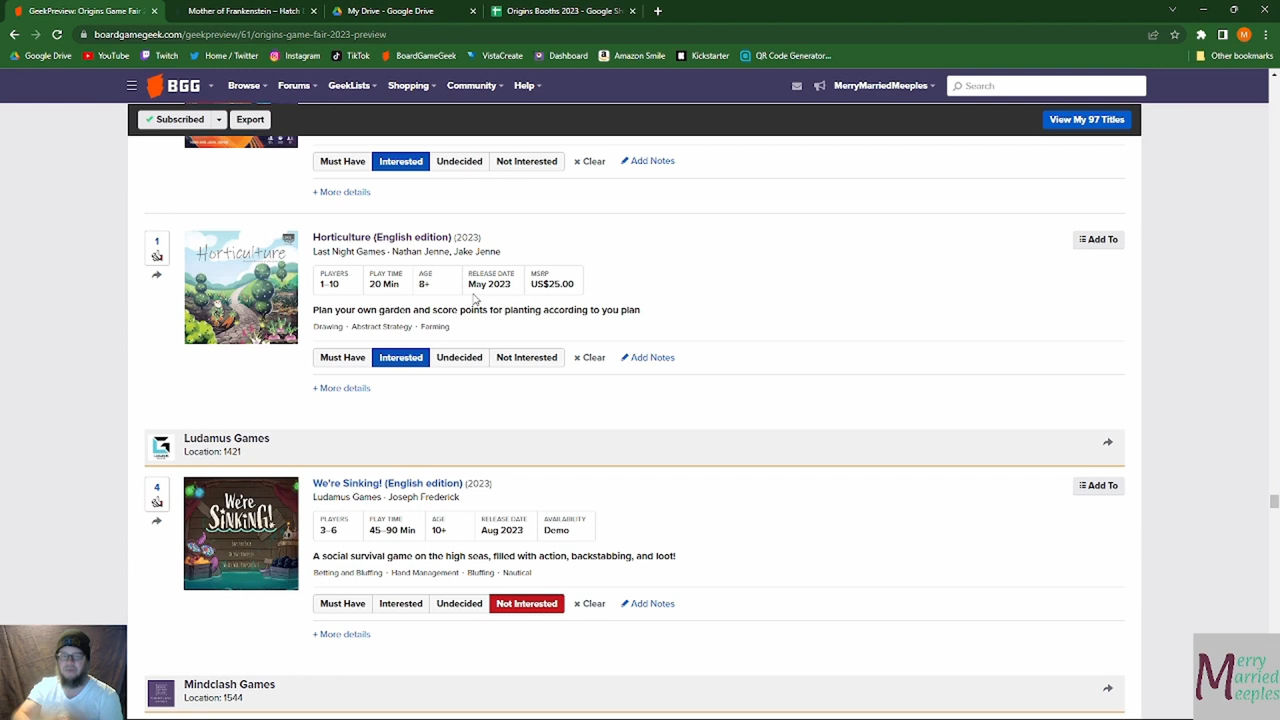 GeekPreview: Origins Game Fair
Mother of Frankenstein – Hatch
My Drive - Google Drive
Origins Booths 2023 - Google Sh
boardgamegeek.com/geekpreview/61/origins-game-fair-2023-preview
Google Drive YouTube Twitch Home / Twitter Instagram TikTok BoardGameGeek VistaCreate Dashboard Amazon Smile Kickstarter QR Code Generator... Other bookmarks
BGG Browse Forums GeekLists Shopping Community Help MerryMarriedMeeples Search
Subscribed Export View My 97 Titles
Must Have Interested Undecided Not Interested × Clear Add Notes
+ More details
1
Horticulture
Horticulture (English edition) (2023)
Add To
Last Night Games · Nathan Jenne, Jake Jenne
PLAYERS PLAY TIME AGE RELEASE DATE MSRP
1–10 20 Min 8+ May 2023 US$25.00
Plan your own garden and score points for planting according to you plan
Drawing · Abstract Strategy · Farming
Must Have Interested Undecided Not Interested × Clear Add Notes
+ More details
Ludamus Games
Location: 1421
4
We're
SINKING!
We're Sinking! (English edition) (2023)
Add To
Ludamus Games · Joseph Frederick
PLAYERS PLAY TIME AGE RELEASE DATE AVAILABILITY
3–6 45–90 Min 10+ Aug 2023 Demo
A social survival game on the high seas, filled with action, backstabbing, and loot!
Betting and Bluffing · Hand Management · Bluffing · Nautical
Must Have Interested Undecided Not Interested × Clear Add Notes
+ More details
Mindclash Games
Location: 1544
Merry
Married
Meeples